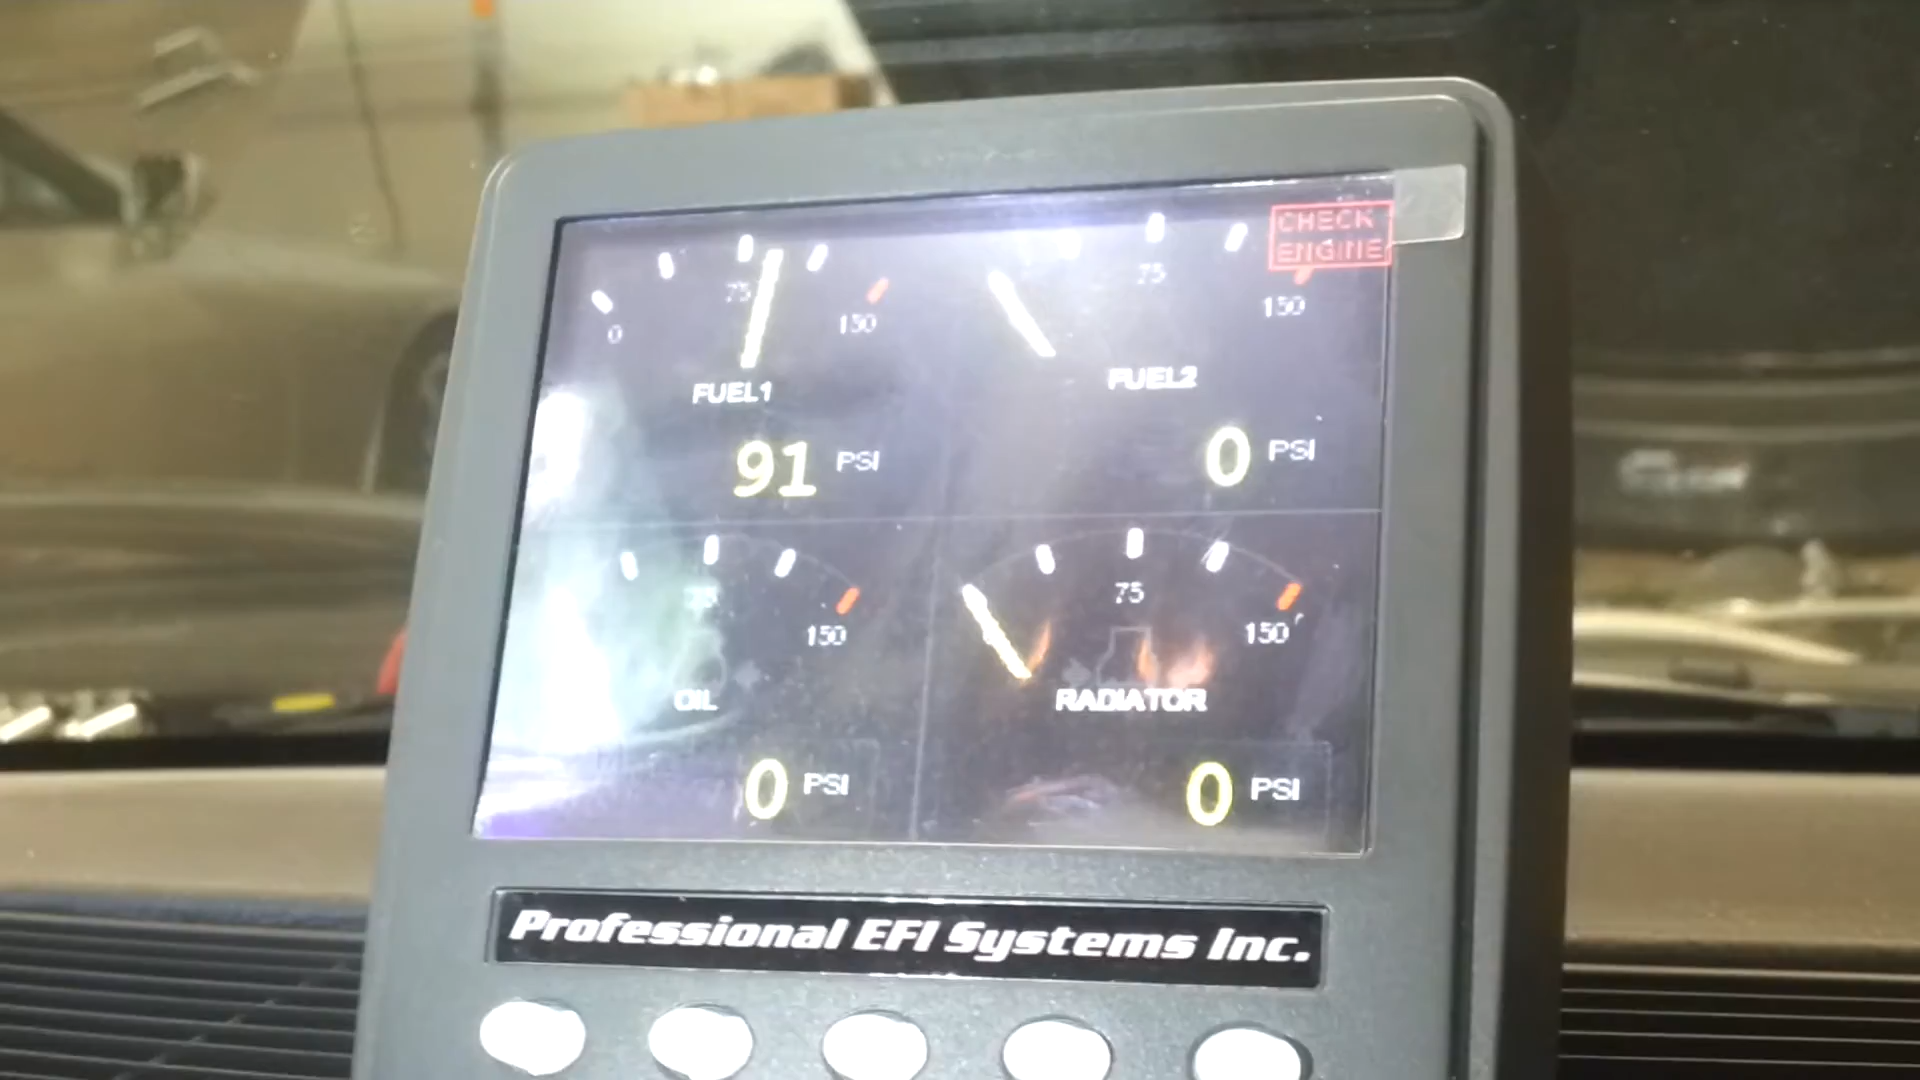 CHECK
ENGINE
0 75 150
FUEL1
91 PSI
75 150
FUEL2
0 PSI
150
OIL
0 PSI
75 150
RADIATOR
0 PSI
Professional EFI Systems Inc.